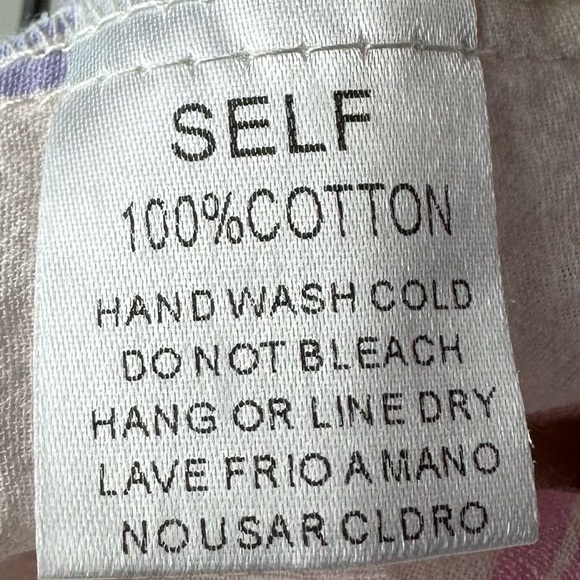 SELF
100%COTTON
HAND WASH COLD
DO NOT BLEACH
HANG OR LINE DRY
LAVE FRIO A MANO
NO USAR CLDRO